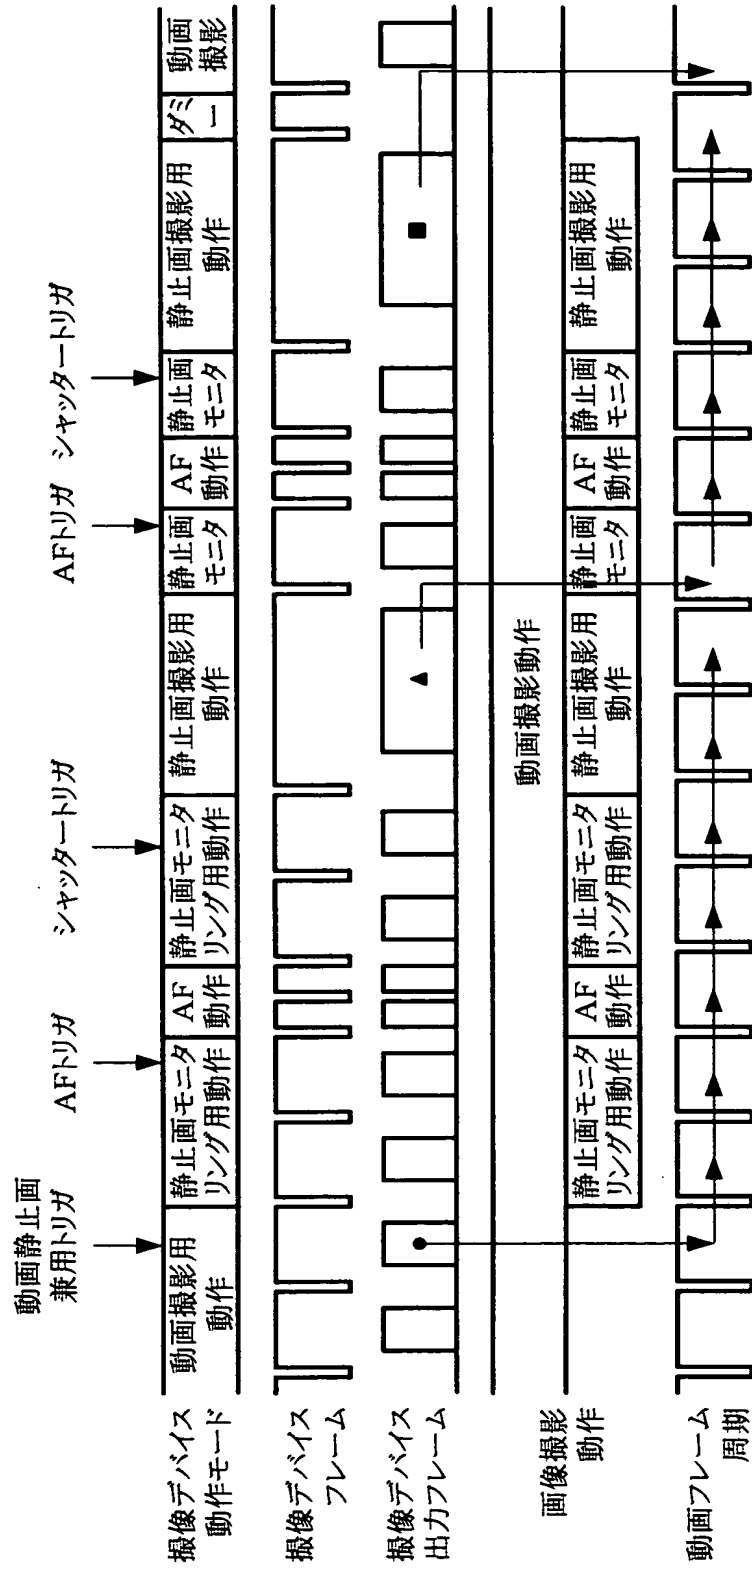 動画静止画
兼用トリガ
AFトリガ
シャッタートリガ
AFトリガ
シャッタートリガ
撮像デバイス
動作モード
動画撮影用
動作
静止画モニタ
リング用動作
AF
動作
静止画モニタ
リング用動作
静止画撮影用
動作
静止画
モニタ
AF
動作
静止画
モニタ
静止画撮影用
動作
ダミ
ー
動画
撮影
撮像デバイス
フレーム
撮像デバイス
出力フレーム
画像撮影
動作
動画撮影動作
静止画モニタ
リング用動作
AF
動作
静止画モニタ
リング用動作
静止画撮影用
動作
静止画
モニタ
AF
動作
静止画
モニタ
静止画撮影用
動作
動画フレーム
周期